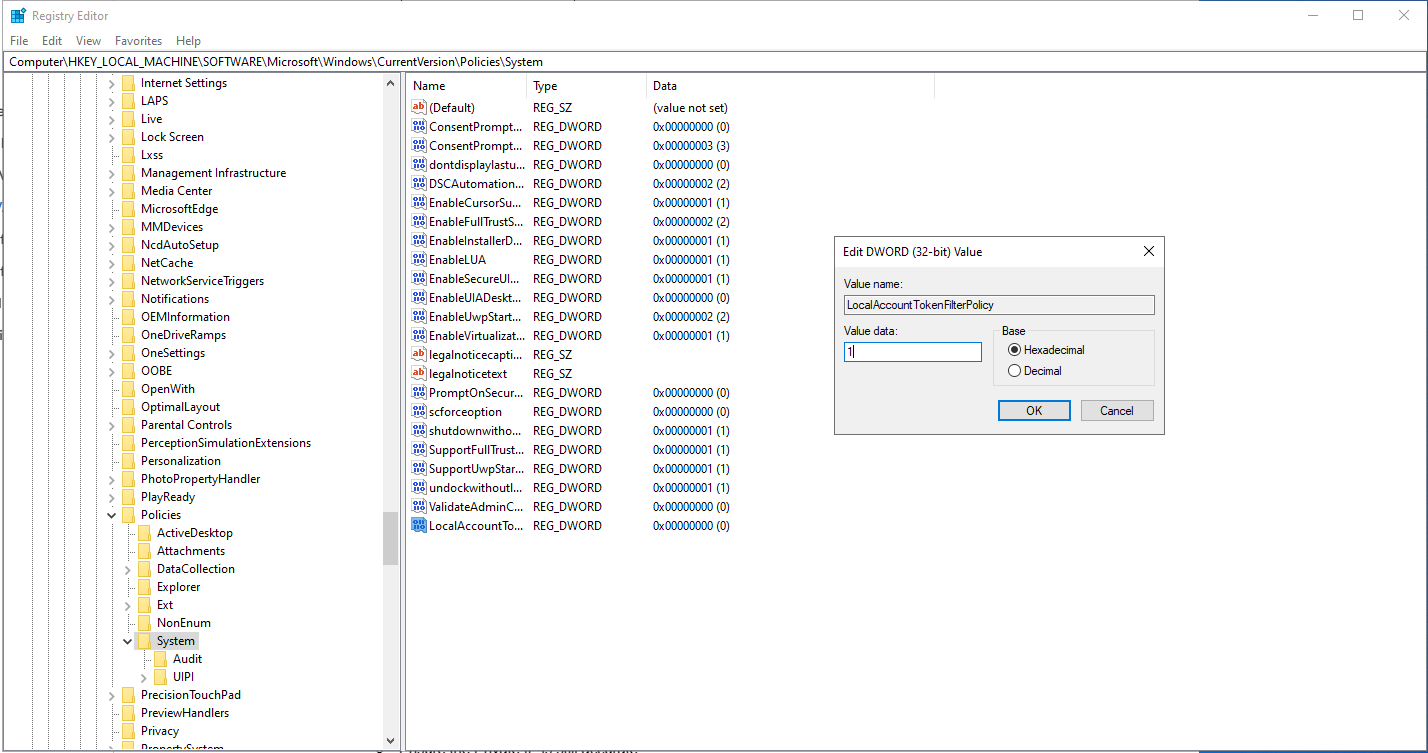 Registry Editor
File Edit View Favorites Help
Computer\HKEY_LOCAL_MACHINE\SOFTWARE\Microsoft\Windows\CurrentVersion\Policies\System
Internet Settings
LAPS
Live
Lock Screen
Lxss
Management Infrastructure
Media Center
MicrosoftEdge
MMDevices
NcdAutoSetup
NetCache
NetworkServiceTriggers
Notifications
OEMInformation
OneDriveRamps
OneSettings
OOBE
OpenWith
OptimalLayout
Parental Controls
PerceptionSimulationExtensions
Personalization
PhotoPropertyHandler
PlayReady
Policies
ActiveDesktop
Attachments
DataCollection
Explorer
Ext
NonEnum
System
Audit
UIPI
PrecisionTouchPad
PreviewHandlers
Privacy
PropertySystem
Name Type Data
(Default) REG_SZ (value not set)
ConsentPrompt... REG_DWORD 0x00000000 (0)
ConsentPrompt... REG_DWORD 0x00000003 (3)
dontdisplaylastu... REG_DWORD 0x00000000 (0)
DSCAutomation... REG_DWORD 0x00000002 (2)
EnableCursorSu... REG_DWORD 0x00000001 (1)
EnableFullTrustS... REG_DWORD 0x00000002 (2)
EnableInstallerD... REG_DWORD 0x00000001 (1)
EnableLUA REG_DWORD 0x00000001 (1)
EnableSecureUI... REG_DWORD 0x00000001 (1)
EnableUIADeskt... REG_DWORD 0x00000000 (0)
EnableUwpStart... REG_DWORD 0x00000002 (2)
EnableVirtualizat... REG_DWORD 0x00000001 (1)
legalnoticecapti... REG_SZ
legalnoticetext REG_SZ
PromptOnSecur... REG_DWORD 0x00000000 (0)
scforceoption REG_DWORD 0x00000000 (0)
shutdownwitho... REG_DWORD 0x00000001 (1)
SupportFullTrust... REG_DWORD 0x00000001 (1)
SupportUwpStar... REG_DWORD 0x00000001 (1)
undockwithoutl... REG_DWORD 0x00000001 (1)
ValidateAdminC... REG_DWORD 0x00000000 (0)
LocalAccountTo... REG_DWORD 0x00000000 (0)
Edit DWORD (32-bit) Value
Value name:
LocalAccountTokenFilterPolicy
Value data:
1
Base
Hexadecimal
Decimal
OK Cancel